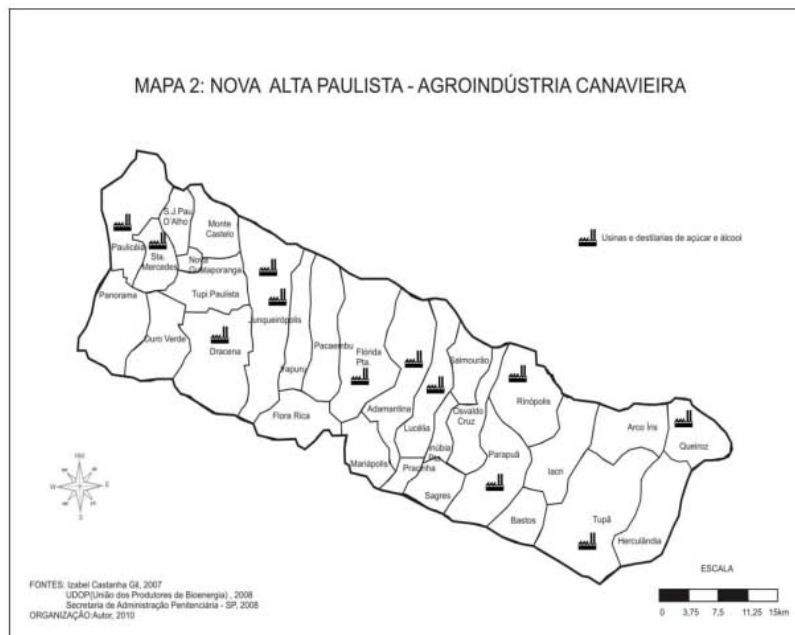 MAPA 2: NOVA ALTA PAULISTA - AGROINDÚSTRIA CANAVIEIRA
S.J.Pau
D'Alho
Monte
Castelo
Paulicéia
Sta.
Mercedes
Nova
Guataporanga
Usinas e destilarias de açúcar e álcool
Panorama
Tupi Paulista
Ouro Verde
Dracena
Junqueirópolis
Irapuru
Pacaembu
Flórida
Pta.
Salmourão
Adamantina
Lucélia
Osvaldo
Cruz
Rinópolis
Flora Rica
Inúbia
Pta.
Mariápolis
Pracinha
Sagres
Parapuã
Iacri
Arco Íris
Queiroz
Bastos
Tupã
Herculândia
W
S
ESCALA
0 3,75 7,5 11,25 15km
FONTES: Izabel Castanha Gil, 2007
UDOP(União dos Produtores de Bioenergia) , 2008
Secretaria de Administração Penitenciária - SP, 2008
ORGANIZAÇÃO:Autor, 2010